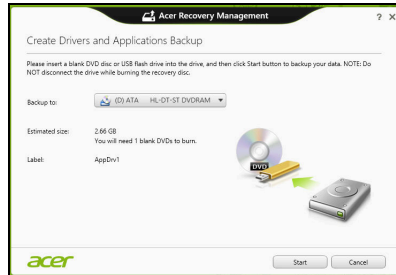 Acer Recovery Management
? X
Create Drivers and Applications Backup
Please insert a blank DVD disc or USB flash drive into the drive, and then click Start button to backup your data. NOTE: Do
NOT disconnect the drive while burning the recovery disc.
Backup to: (D) ATA HL-DT-ST DVDRAM
Estimated size: 2.66 GB
You will need 1 blank DVDs to burn.
Label: AppDrv1
DVD
acer
Start Cancel